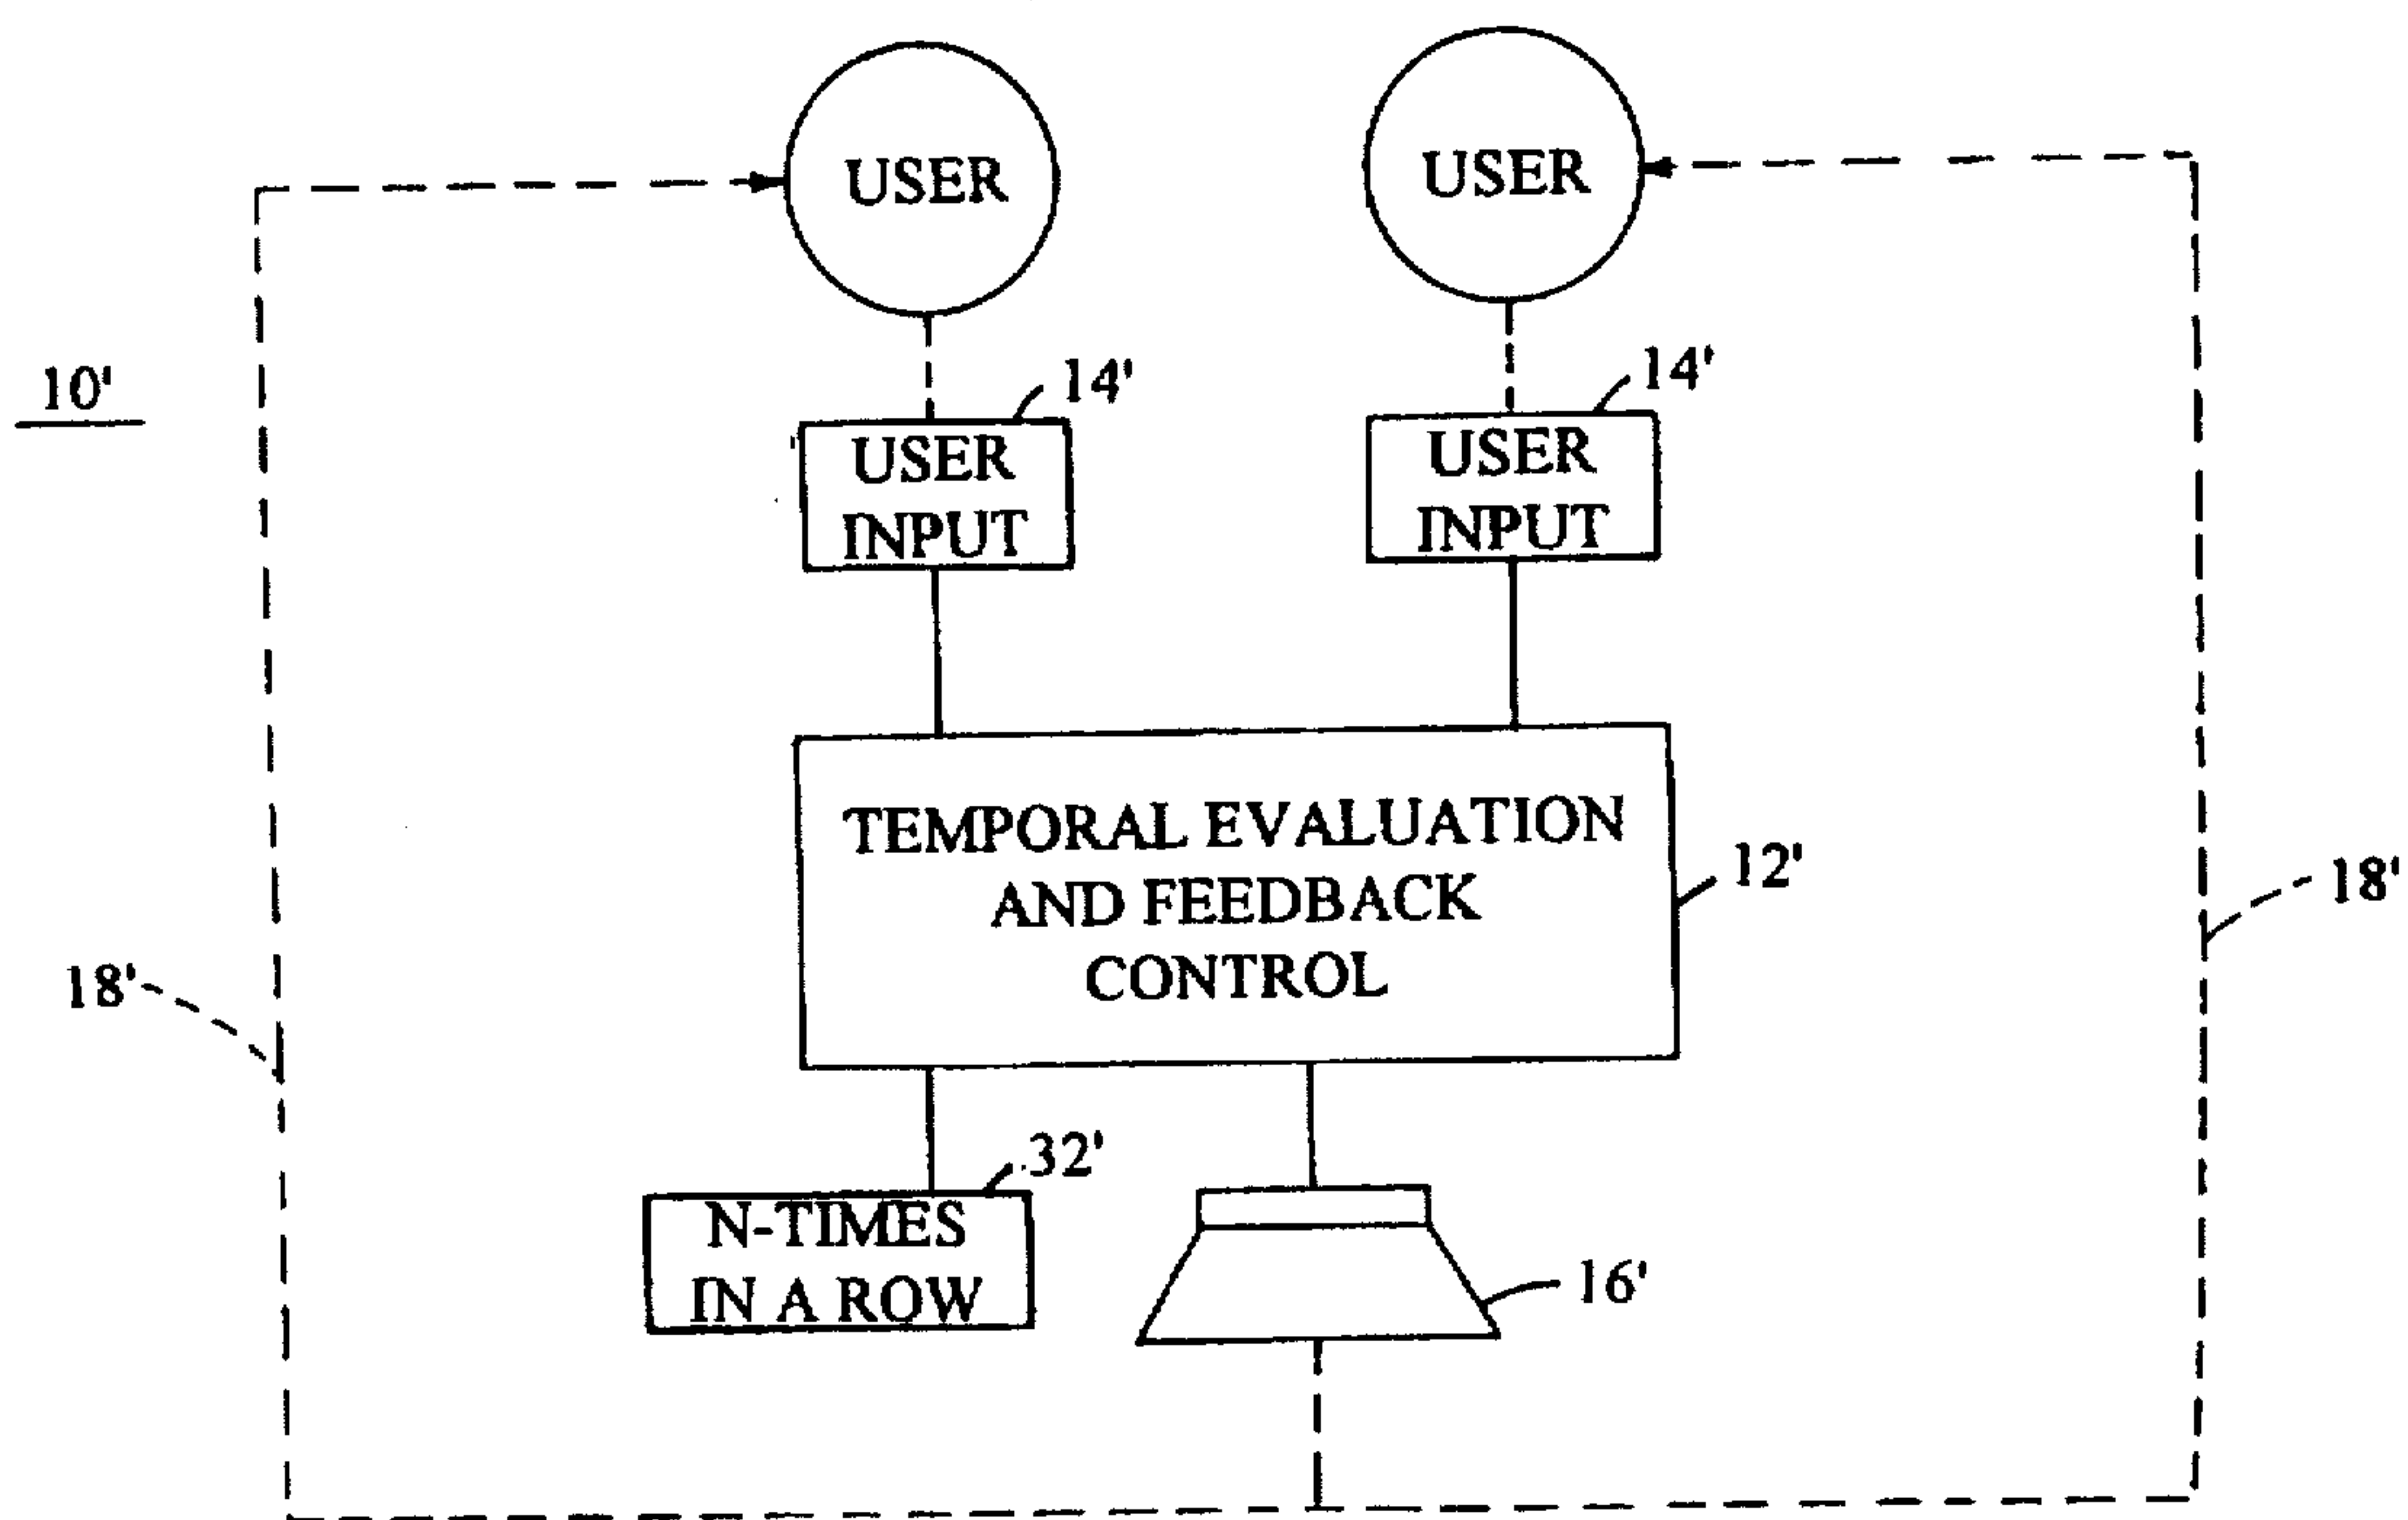 USER
USER
10'
14'
14'
USER
INPUT
USER
INPUT
TEMPORAL EVALUATION
AND FEEDBACK
CONTROL
12'
18'
18'
32'
N-TIMES
IN A ROW
16'